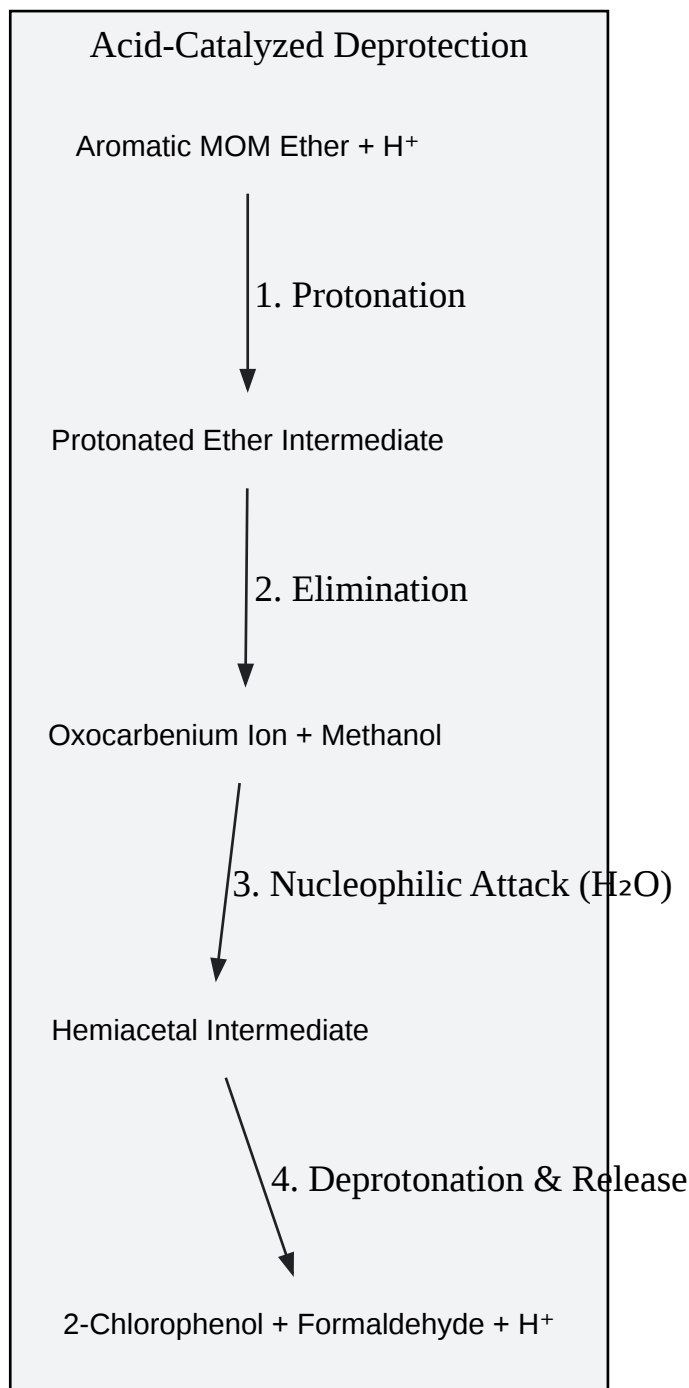 Acid-Catalyzed Deprotection
Aromatic MOM Ether + H⁺
1. Protonation
Protonated Ether Intermediate
2. Elimination
Oxocarbenium Ion + Methanol
3. Nucleophilic Attack (H₂O)
Hemiacetal Intermediate
4. Deprotonation & Release
2-Chlorophenol + Formaldehyde + H⁺